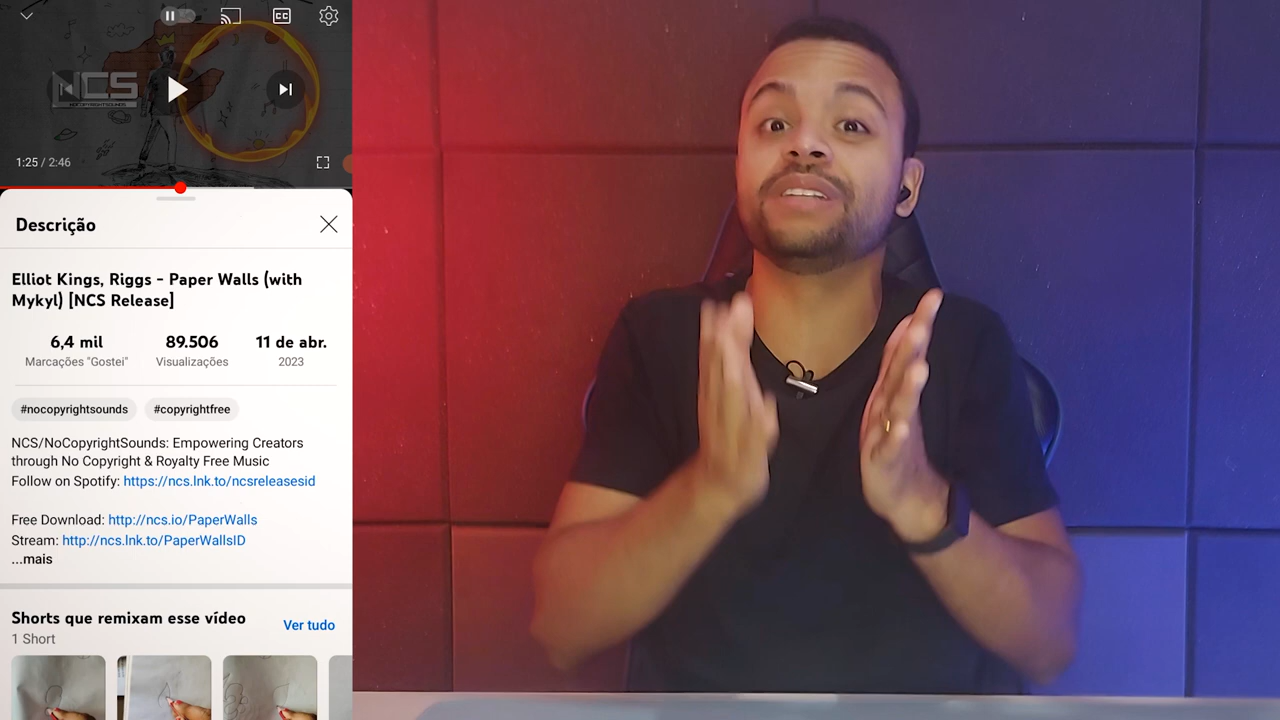 CC
NCS
NOCOPYRIGHTSOUNDS
1:25 / 2:46
Descrição
Elliot Kings, Riggs - Paper Walls (with
Mykyl) [NCS Release]
6,4 mil
89.506
11 de abr.
Marcações "Gostei"
Visualizações
2023
#nocopyrightsounds
#copyrightfree
NCS/NoCopyrightSounds: Empowering Creators
through No Copyright & Royalty Free Music
Follow on Spotify: https://ncs.lnk.to/ncsreleasesid
Free Download: http://ncs.io/PaperWalls
Stream: http://ncs.lnk.to/PaperWallsID
...mais
Shorts que remixam esse vídeo
Ver tudo
1 Short